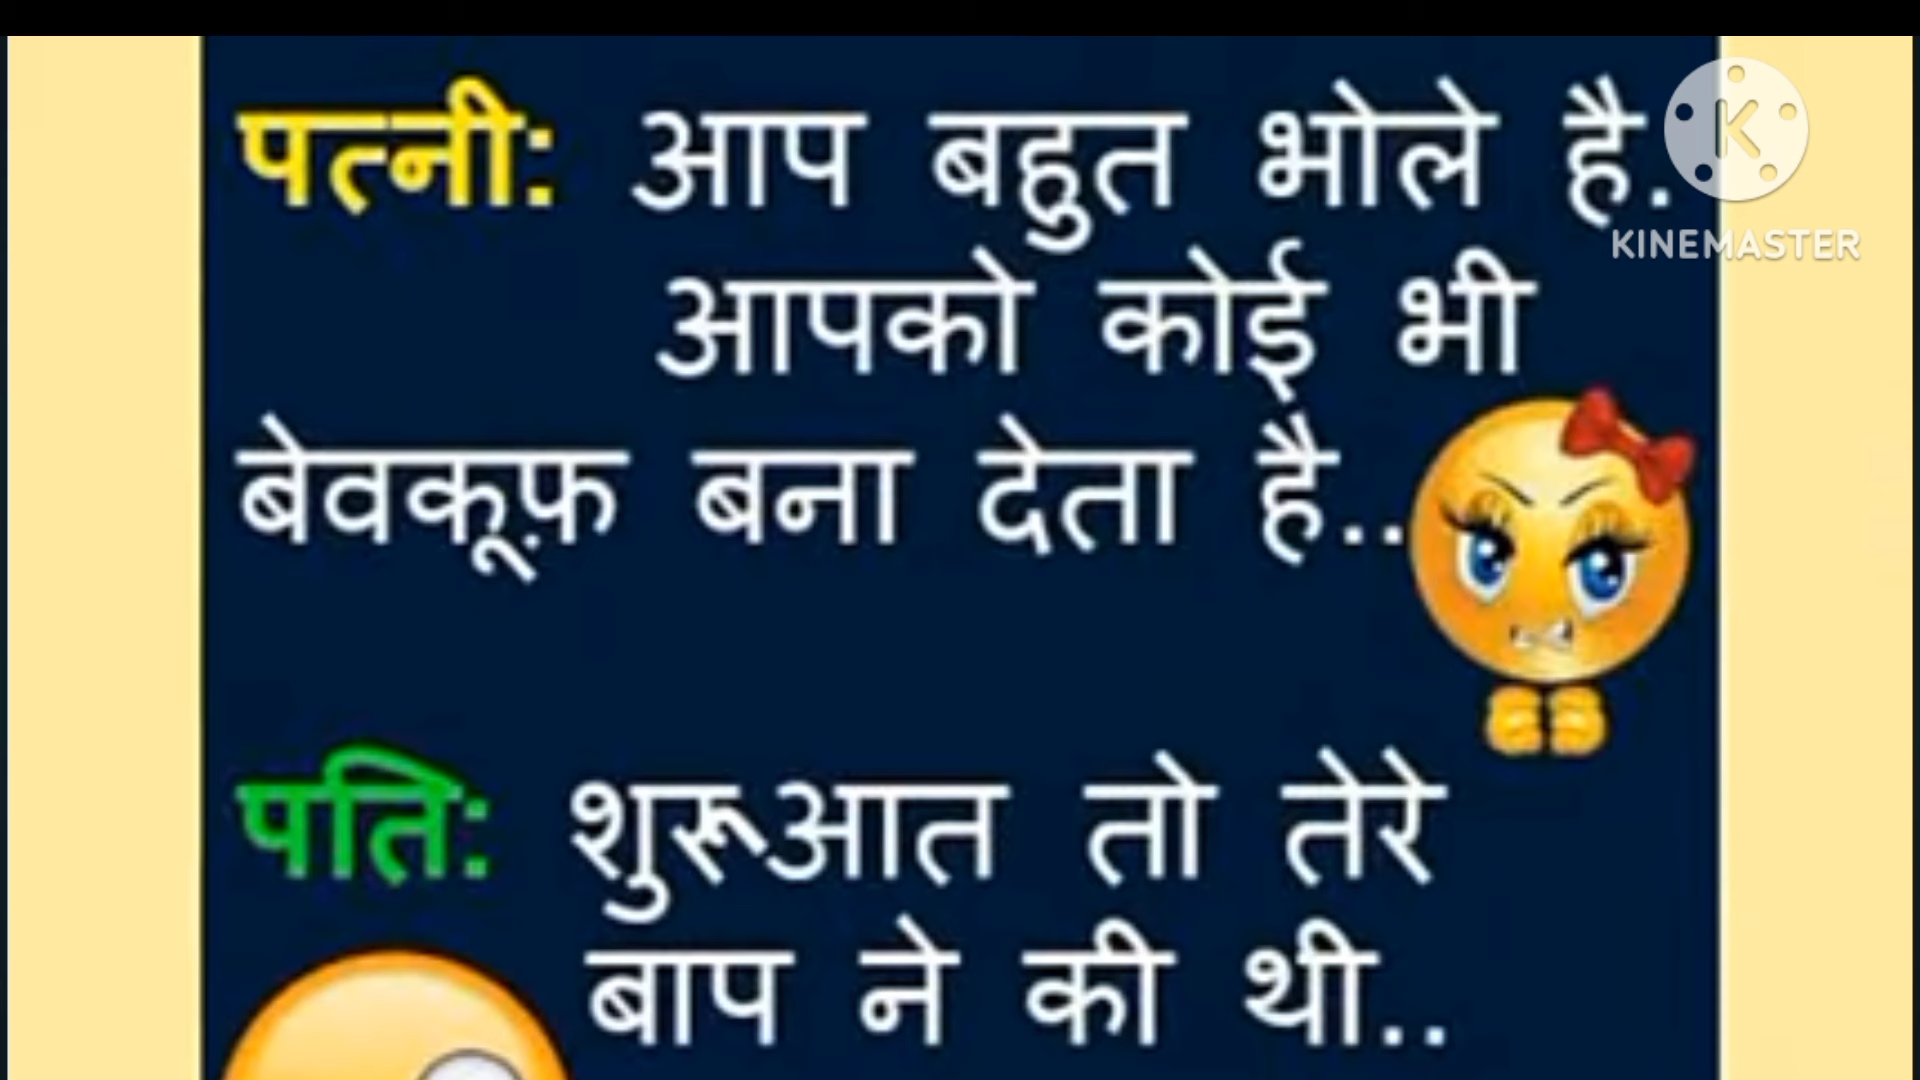 पत्नी: आप बहुत भोले है.
KINEMASTER
आपको कोई भी
बेवकूफ़ बना देता है..
पति: शुरूआत तो तेरे
बाप ने की थी..